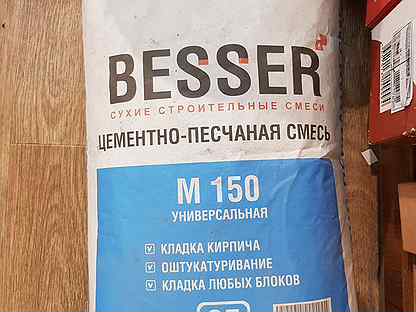 BESSER
СУХИЕ СТРОИТЕЛЬНЫЕ СМЕСИ
ЦЕМЕНТНО-ПЕСЧАНАЯ СМЕСЬ
М 150
УНИВЕРСАЛЬНАЯ
КЛАДКА КИРПИЧА
ОШТУКАТУРИВАНИЕ
КЛАДКА ЛЮБЫХ БЛОКОВ